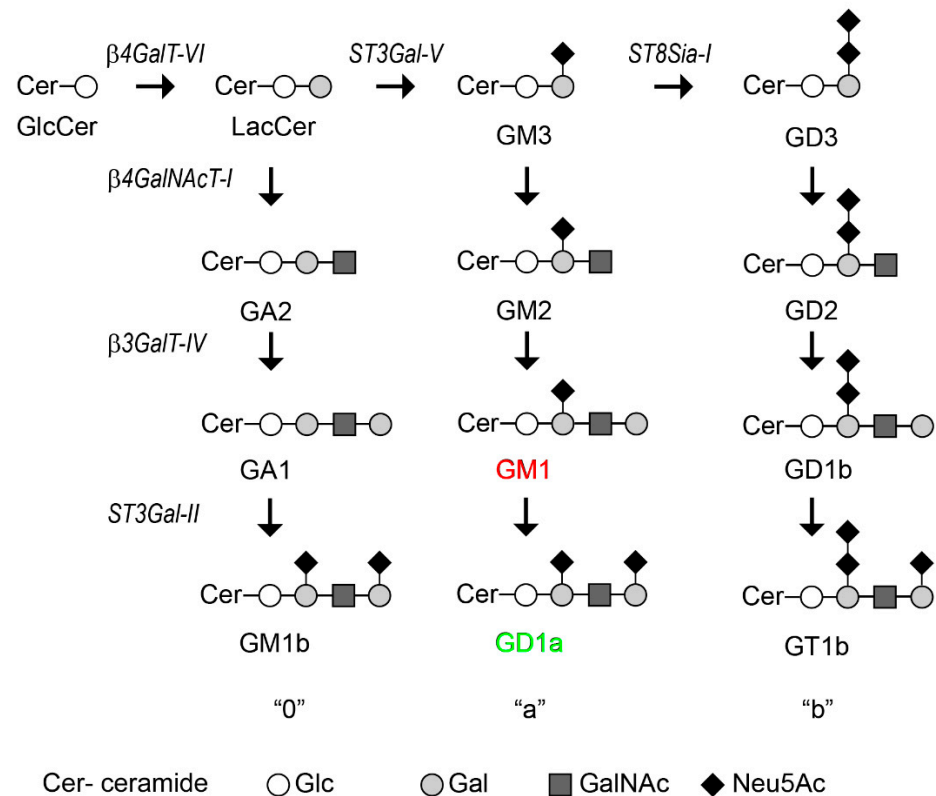 β4GalT-VI ST3Gal-V ST8Sia-I
Cer Cer Cer Cer
GlcCer LacCer GM3 GD3
β4GalNAcT-I
Cer Cer Cer
GA2 GM2 GD2
β3GalT-IV
Cer Cer Cer
GA1 GM1 GD1b
ST3Gal-II
Cer Cer Cer
GM1b GD1a GT1b
“0” “a” “b”
Cer- ceramide Glc Gal GalNAc Neu5Ac